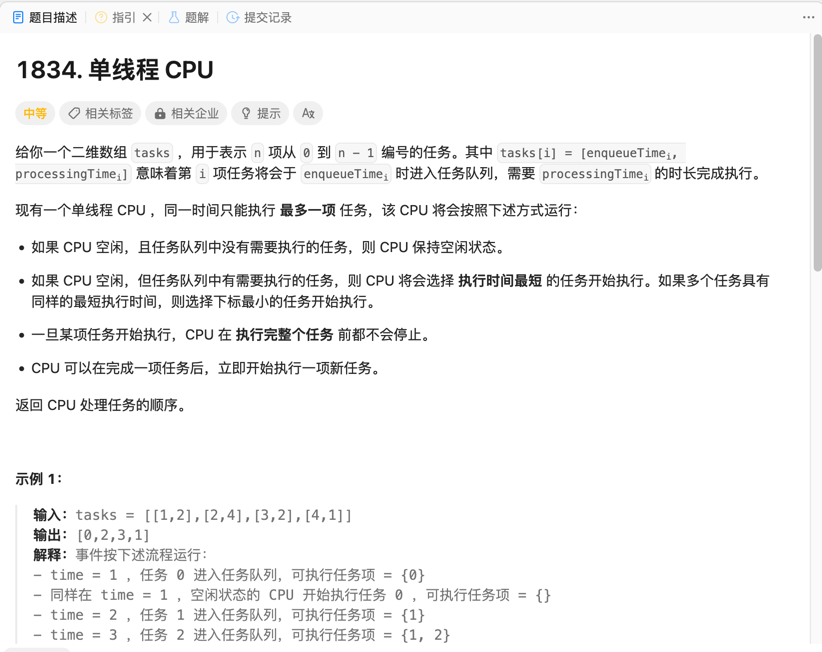 题目描述 指引 题解 提交记录
1834. 单线程 CPU
中等 相关标签 相关企业 提示
给你一个二维数组 tasks ，用于表示 n 项从 0 到 n - 1 编号的任务。其中 tasks[i] = [enqueueTimeᵢ,
processingTimeᵢ] 意味着第 i 项任务将会于 enqueueTimeᵢ 时进入任务队列，需要 processingTimeᵢ 的时长完成执行。
现有一个单线程 CPU ，同一时间只能执行 最多一项 任务，该 CPU 将会按照下述方式运行：
• 如果 CPU 空闲，且任务队列中没有需要执行的任务，则 CPU 保持空闲状态。
• 如果 CPU 空闲，但任务队列中有需要执行的任务，则 CPU 将会选择 执行时间最短 的任务开始执行。如果多个任务具有
同样的最短执行时间，则选择下标最小的任务开始执行。
• 一旦某项任务开始执行，CPU 在 执行完整个任务 前都不会停止。
• CPU 可以在完成一项任务后，立即开始执行一项新任务。
返回 CPU 处理任务的顺序。
示例 1：
输入：tasks = [[1,2],[2,4],[3,2],[4,1]]
输出：[0,2,3,1]
解释：事件按下述流程运行：
- time = 1 ，任务 0 进入任务队列，可执行任务项 = {0}
- 同样在 time = 1 ，空闲状态的 CPU 开始执行任务 0 ，可执行任务项 = {}
- time = 2 ，任务 1 进入任务队列，可执行任务项 = {1}
- time = 3 ，任务 2 进入任务队列，可执行任务项 = {1, 2}